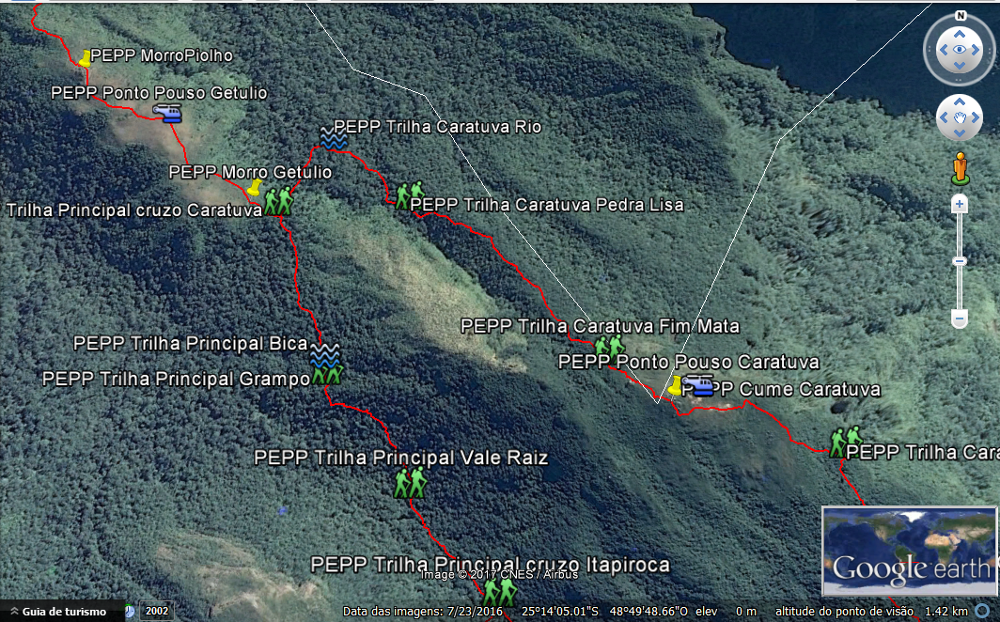 N
PEPP MorroPiolho
PEPP Ponto Pouso Getulio
PEPP Trilha Caratuva Rio
PEPP Morro Getulio
Trilha Principal cruzo Caratuva
PEPP Trilha Caratuva Pedra Lisa
PEPP Trilha Caratuva Fim Mata
PEPP Trilha Principal Bica
PEPP Ponto Pouso Caratuva
PEPP Trilha Principal Grampo
PEPP Cume Caratuva
PEPP Trilha Cara
PEPP Trilha Principal Vale Raiz
PEPP Trilha Principal cruzo Itapiroca
Image © 2017 CNES / Airbus
Google earth
Guia de turismo
2002
Data das imagens: 7/23/2016 25°14'05.01"S 48°49'48.66"O elev 0 m altitude do ponto de visão 1.42 km